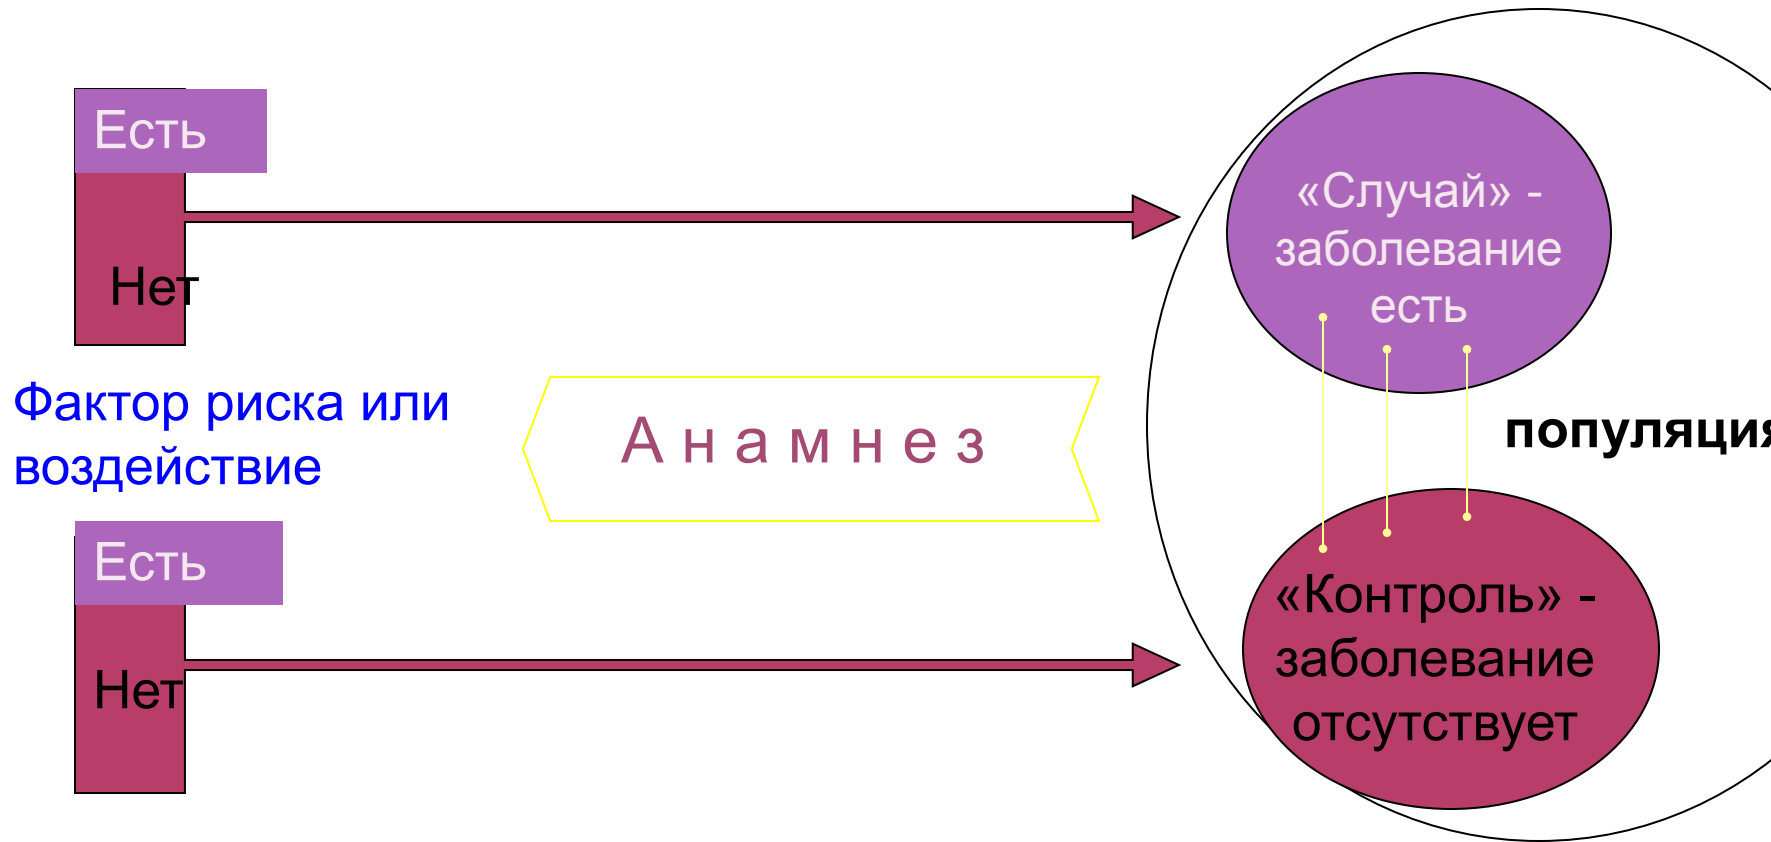 Есть
Нет
«Случай» -
заболевание
есть
Фактор риска или
воздействие
А н а м н е з
популяция
Есть
Нет
«Контроль» -
заболевание
отсутствует